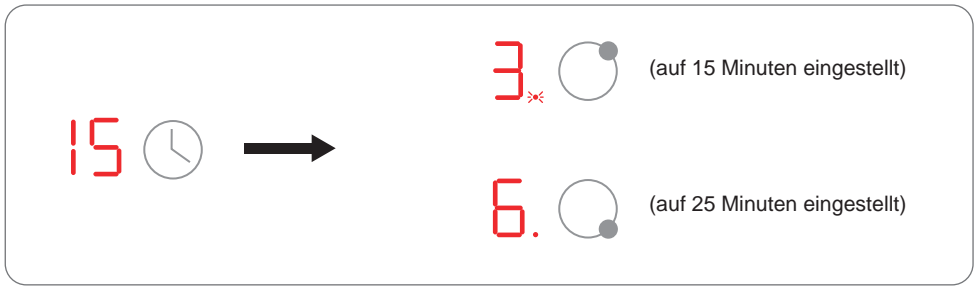 3. (auf 15 Minuten eingestellt)
15
6. (auf 25 Minuten eingestellt)